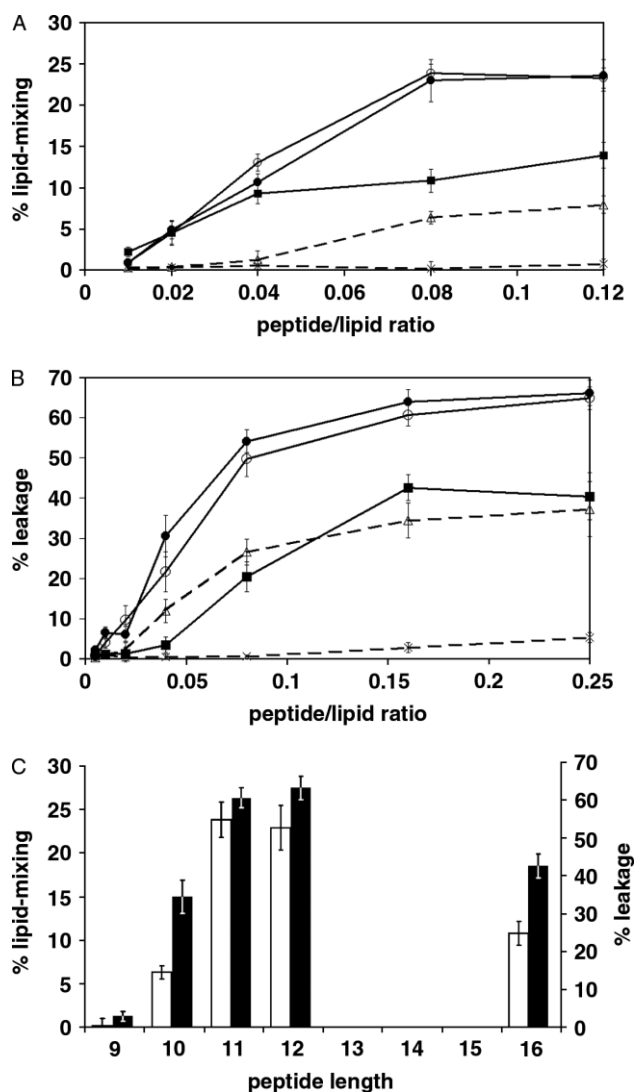 A
30
25
20
15
10
5
0
% lipid-mixing
0 0.02 0.04 0.06 0.08 0.1 0.12
peptide/lipid ratio
B
70
60
50
40
30
20
10
0
% leakage
0 0.05 0.1 0.15 0.2 0.25
peptide/lipid ratio
C
30
25
20
15
10
5
0
% lipid-mixing
70
60
50
40
30
20
10
0
% leakage
9 10 11 12 13 14 15 16
peptide length